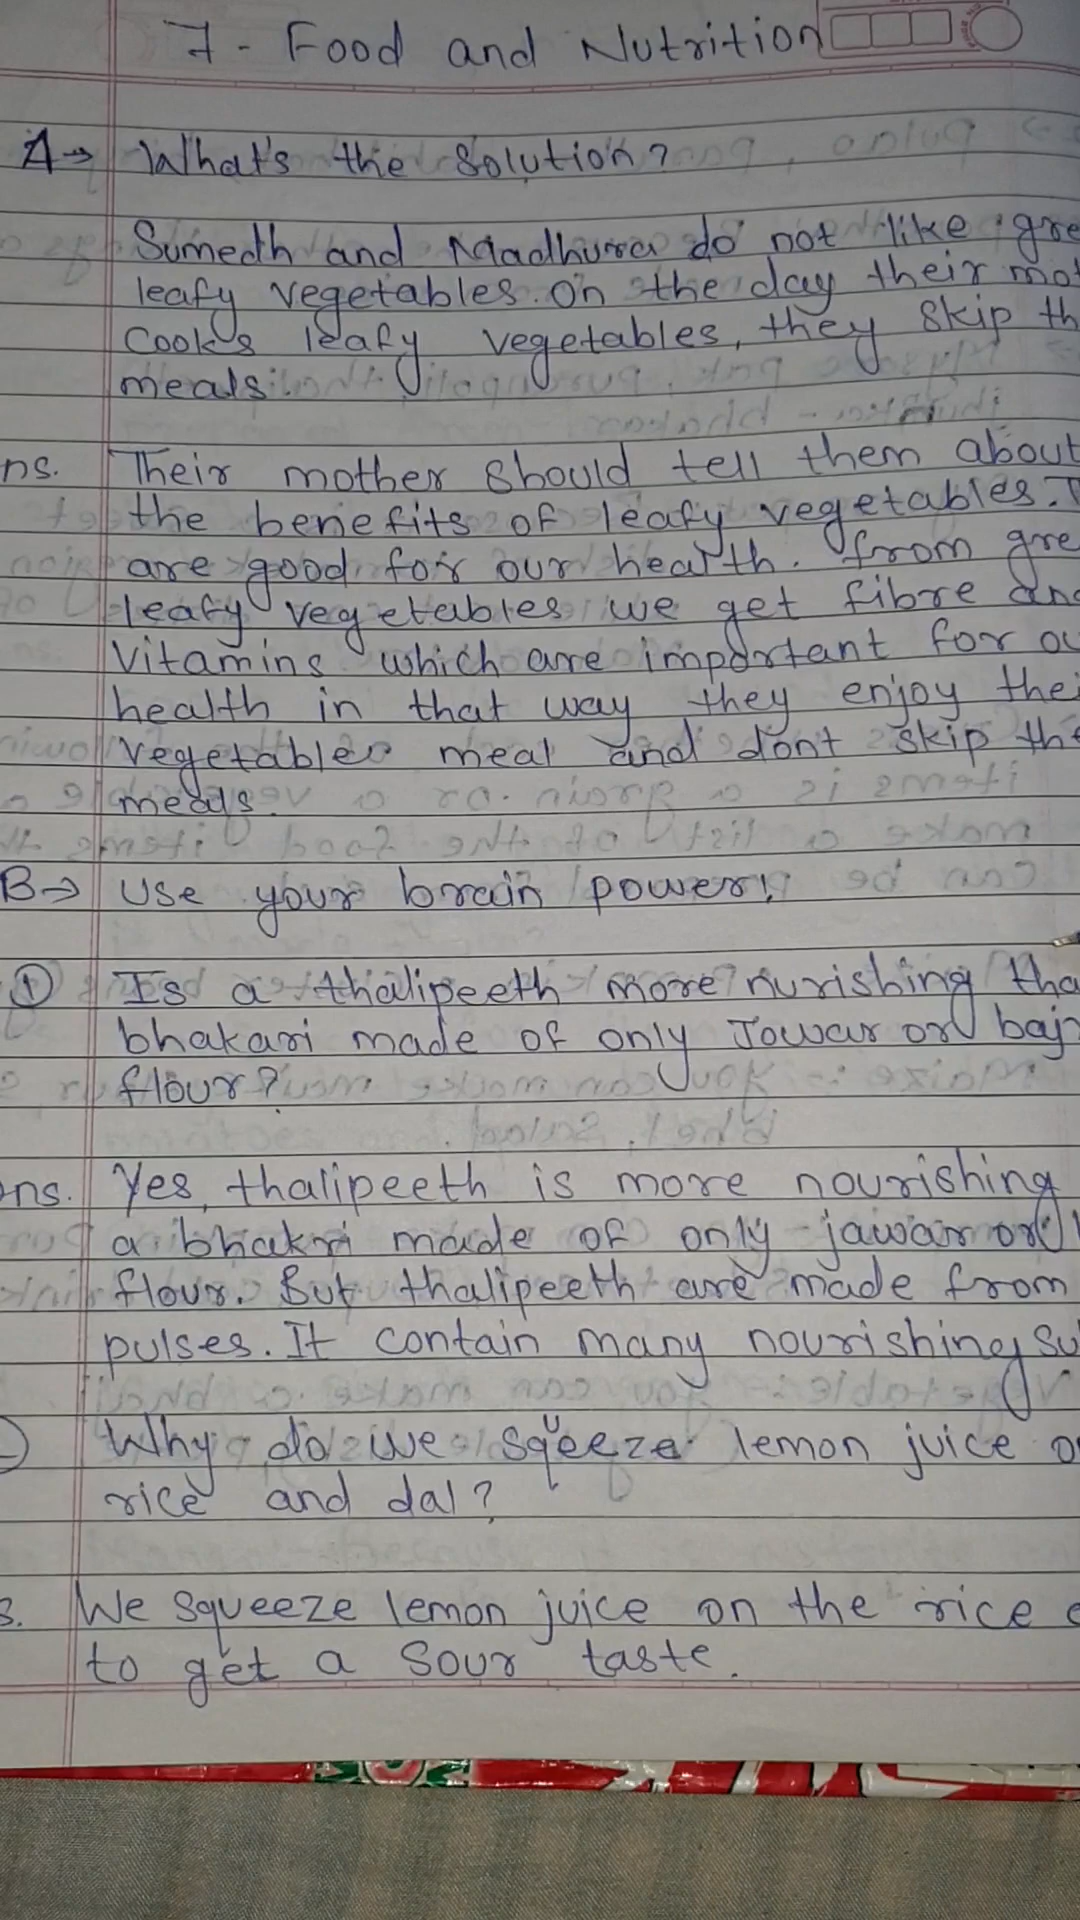 7 - Food and Nutrition
A→ What's the Solution?
Sumedh and Maadhura do not like gre
leafy vegetables. On the day their mot
Cooks leafy vegetables, they skip th
meals.
ns. Their mother should tell them about
the benefits of leafy vegetables. T
are good for our health. from gre
leafy vegetables we get fibre and
Vitamins which are important for ou
health in that way they enjoy thei
vegetables meal and dont skip the
meals.
B→ Use your brain power!
① Is a thalipeeth more nurishing tha
bhakari made of only Jowar or baj
flour?
ns. Yes, thalipeeth is more nourishing
a bhakri made of only jawar or
flour. But thalipeeth are made from
pulses. It contain many nourishing su
Why do we sqeeze lemon juice o
u
rice and dal?
s. We squeeze lemon juice on the rice
to get a sour taste.